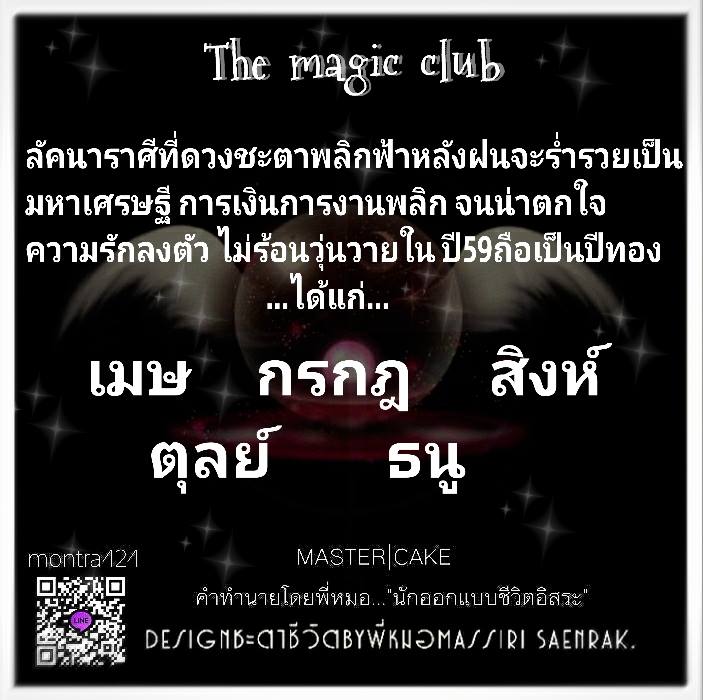 The magic club
ลัคนาราศีที่ดวงชะตาพลิกฟ้าหลังฝนจะร่ำรวยเป็น
มหาเศรษฐี การเงินการงานพลิก จนน่าตกใจ
ความรักลงตัว ไม่ร้อนวุ่นวายใน ปี59ถือเป็นปีทอง
...ได้แก่...
เมษ กรกฎ สิงห์
ตุลย์ ธนู
montra424
MASTER|CAKE
คำทำนายโดยพี่หมอ..."นักออกแบบชีวิตอิสระ"
LINE
DESIGNชะตาชีวิตBYพี่หมอMASSIRI SAENRAK.